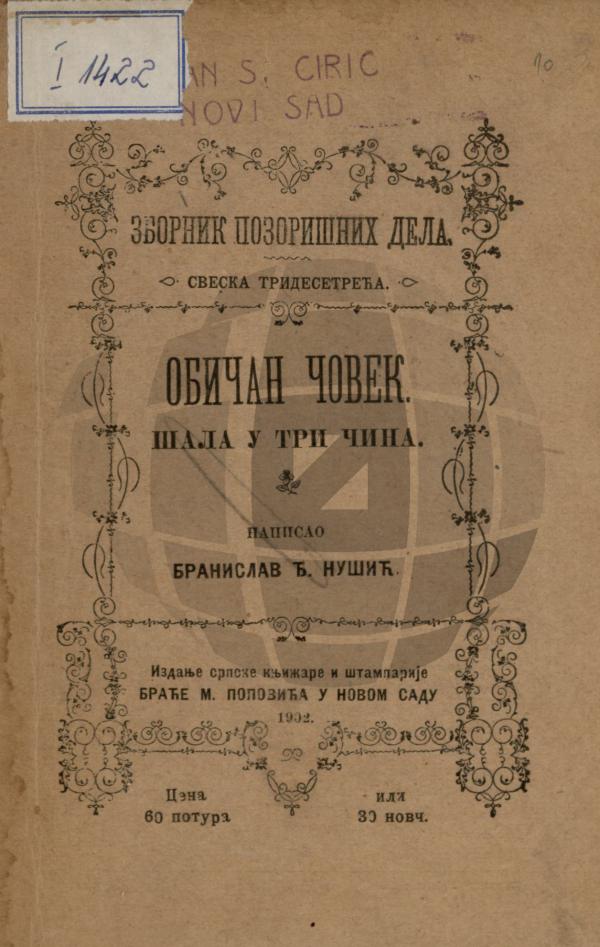 I 1422
AN S. CIRIC
NOVI SAD
10
ЗБОРНИК ПОЗОРИШНИХ ДЕЛА.
СВЕСКА ТРИДЕСЕТРЕЋА.
ОБИЧАН ЧОВЕК.
ШАЛА У ТРИ ЧИНА.
НАПИСАО
БРАНИСЛАВ Ђ. НУШИЋ.
Издање српске књижаре и штампарије
БРАЋЕ М. ПОПОВИЋА У НОВОМ САДУ
1902.
Цена или
60 потура 30 новч.